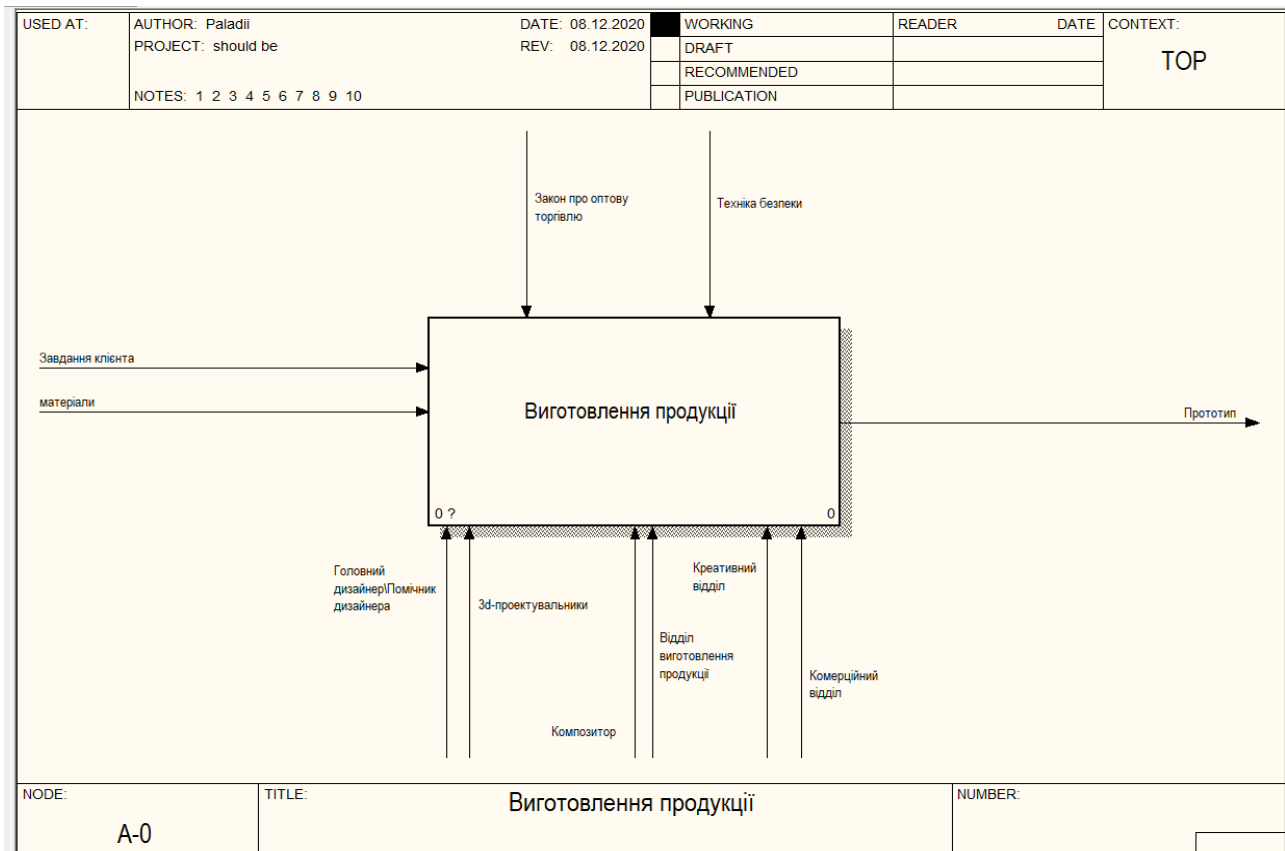 USED AT:
AUTHOR: Paladii
DATE: 08.12.2020
WORKING
READER
DATE
CONTEXT:
PROJECT: should be
REV: 08.12.2020
DRAFT
TOP
RECOMMENDED
NOTES: 1 2 3 4 5 6 7 8 9 10
PUBLICATION
Закон про оптову
торгівлю
Техніка безпеки
Завдання клієнта
матеріали
Виготовлення продукції
Прототип
0 ?
0
Головний
дизайнер\Помічник
дизайнера
3d-проектувальники
Композитор
Відділ
виготовлення
продукції
Креативний
відділ
Комерційний
відділ
NODE:
A-0
TITLE:
Виготовлення продукції
NUMBER: